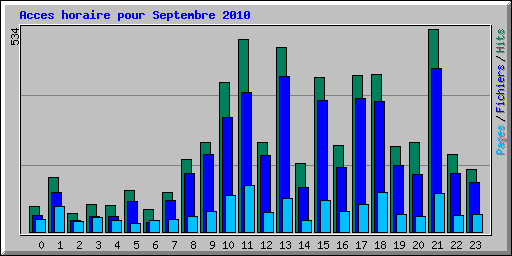 Acces horaire pour Septembre 2010
534
Pages / Fichiers / Hits
0 1 2 3 4 5 6 7 8 9 10 11 12 13 14 15 16 17 18 19 20 21 22 23